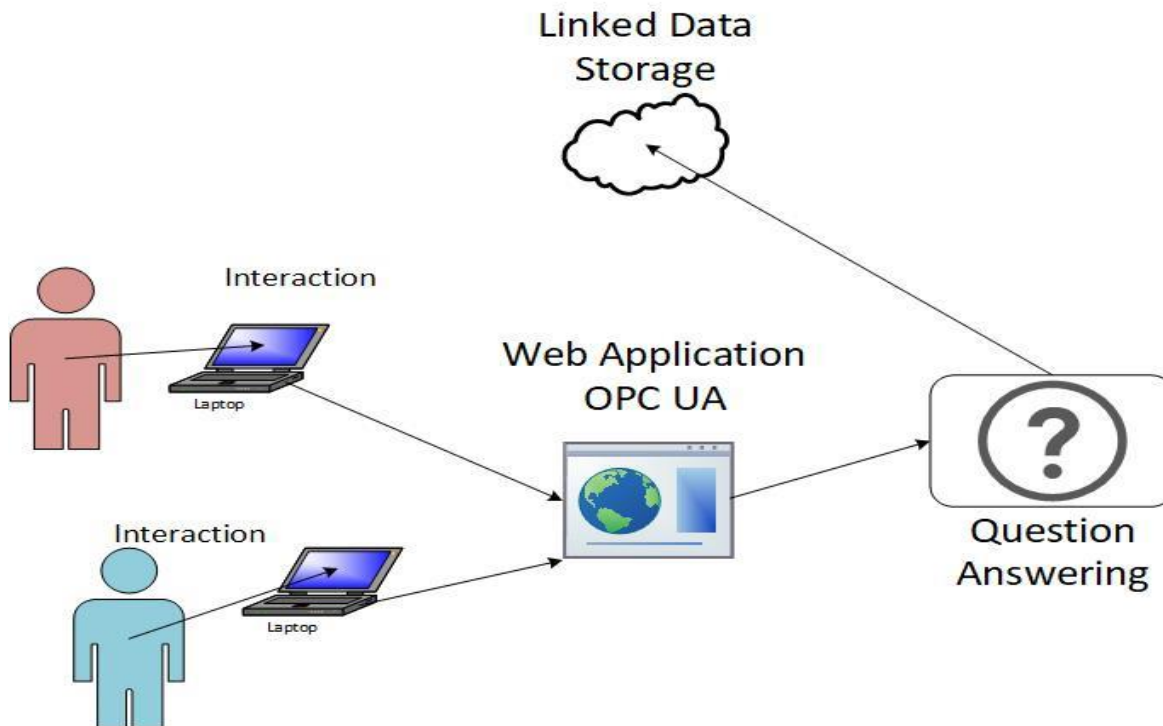 Linked Data
Storage
Interaction
Laptop
Web Application
OPC UA
?
Question
Answering
Interaction
Laptop